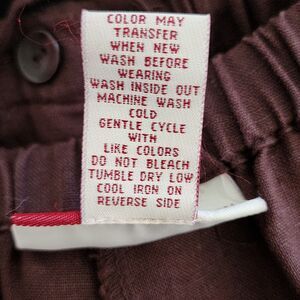 COLOR MAY
TRANSFER
WHEN NEW
WASH BEFORE
WEARING
WASH INSIDE OUT
MACHINE WASH
COLD
GENTLE CYCLE
WITH
LIKE COLORS
DO NOT BLEACH
TUMBLE DRY LOW
COOL IRON ON
REVERSE SIDE